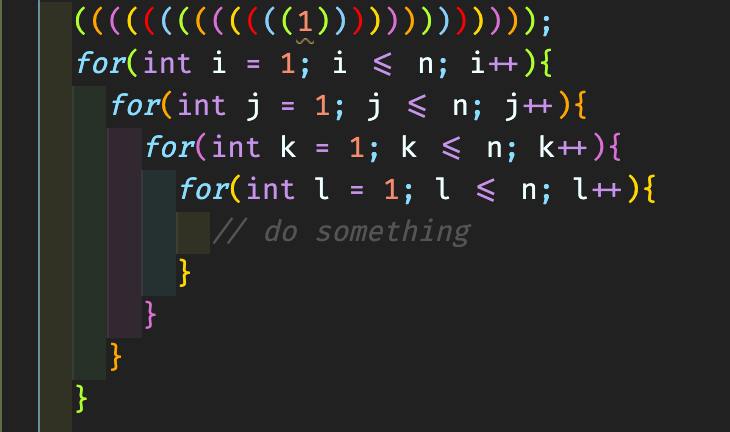 (((((((((((((1)))))))))))));
for(int i = 1; i <= n; i++){
for(int j = 1; j <= n; j++){
for(int k = 1; k <= n; k++){
for(int l = 1; l <= n; l++){
// do something
}
}
}
}